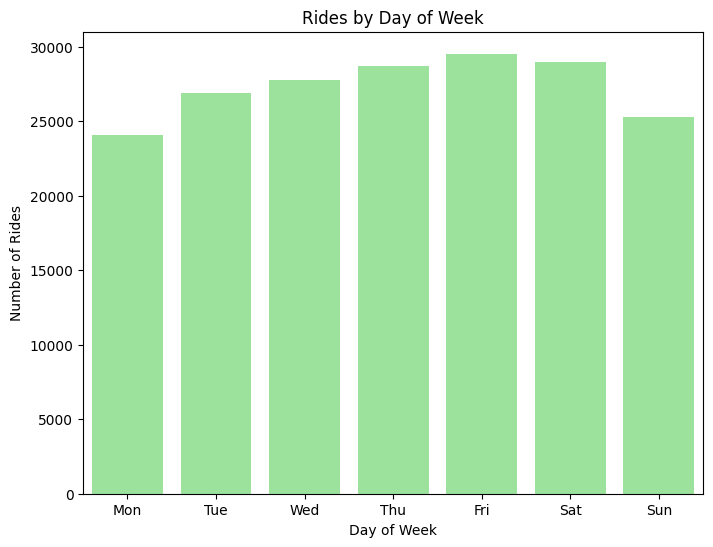 Rides by Day of Week
30000
25000
20000
15000
10000
5000
0
Number of Rides
Mon Tue Wed Thu Fri Sat Sun
Day of Week